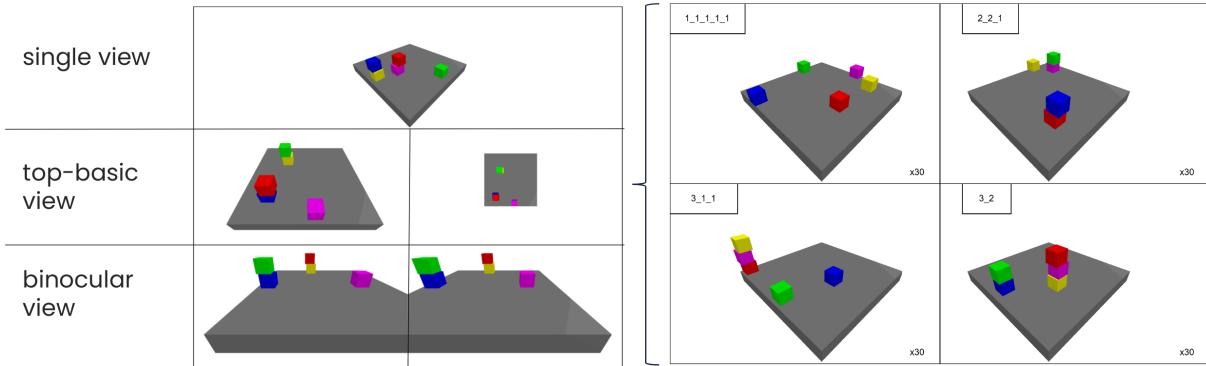 single view
top-basic
view
binocular
view
1_1_1_1_1
x30
2_2_1
x30
3_1_1
x30
3_2
x30